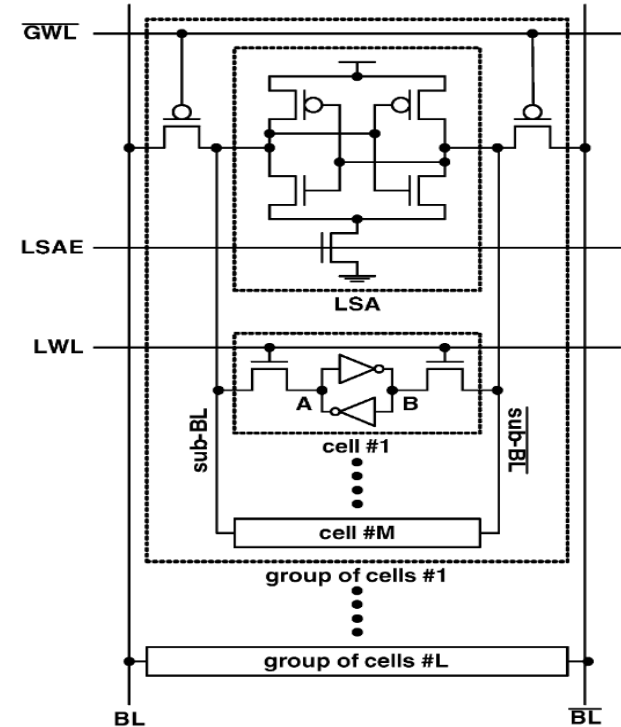 GWL
LSAE
LSA
LWL
A
B
sub-BL
sub-BL
cell #1
cell #M
group of cells #1
group of cells #L
BL
BL